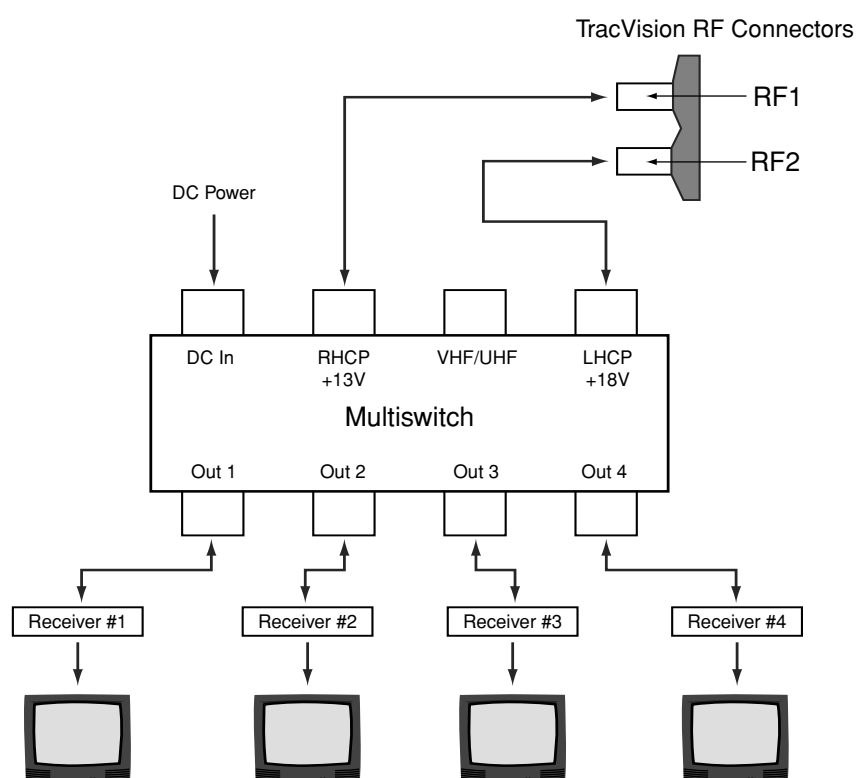 TracVision RF Connectors
RF1
RF2
DC Power
DC In
RHCP
+13V
VHF/UHF
LHCP
+18V
Multiswitch
Out 1
Out 2
Out 3
Out 4
Receiver #1
Receiver #2
Receiver #3
Receiver #4